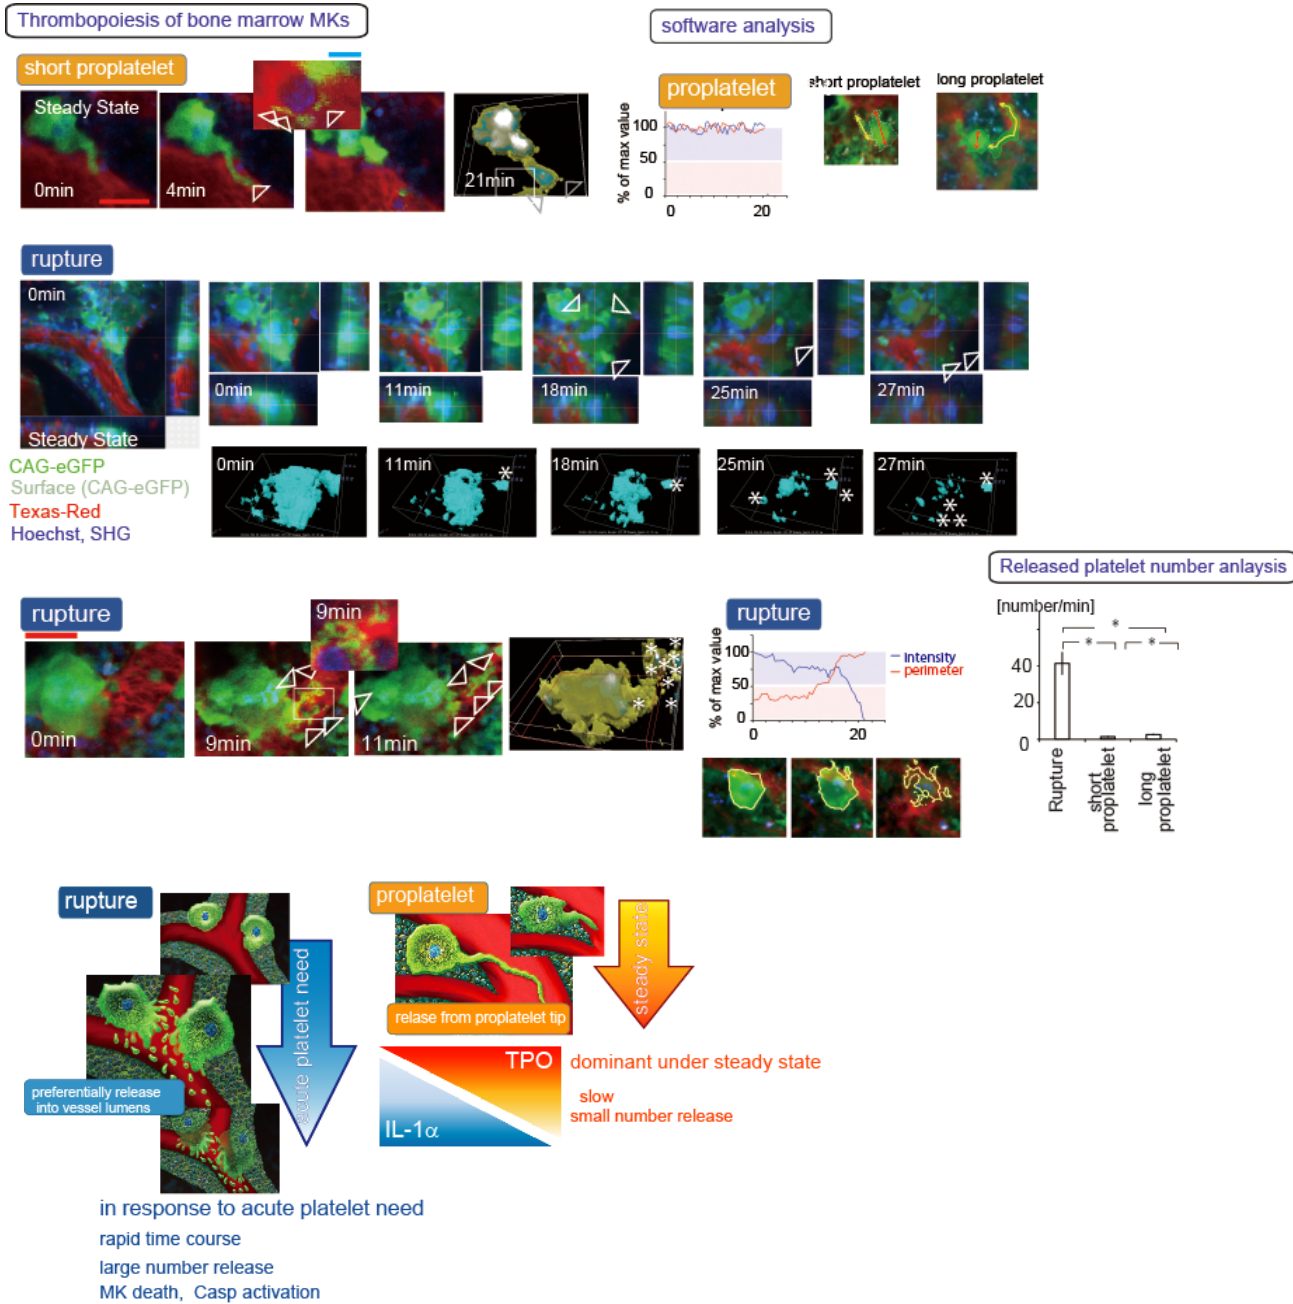 Thrombopoiesis of bone marrow MKs
software analysis
short proplatelet
Steady State
0min
4min
21min
proplatelet
% of max value
100
50
0
0
20
short proplatelet
long proplatelet
rupture
0min
Steady State
0min
11min
18min
25min
27min
CAG-eGFP
Surface (CAG-eGFP)
Texas-Red
Hoechst, SHG
0min
11min
18min
25min
27min
*
*
*
*
*
*
**
rupture
0min
9min
9min
11min
rupture
% of max value
100
50
0
0
20
intensity
perimeter
Released platelet number anlaysis
[number/min]
*
*
*
40
20
0
Rupture
short
proplatelet
long
proplatelet
rupture
acute platelet need
preferentially release
into vessel lumens
proplatelet
relase from proplatelet tip
steady state
TPO
IL-1α
dominant under steady state
slow
small number release
in response to acute platelet need
rapid time course
large number release
MK death, Casp activation